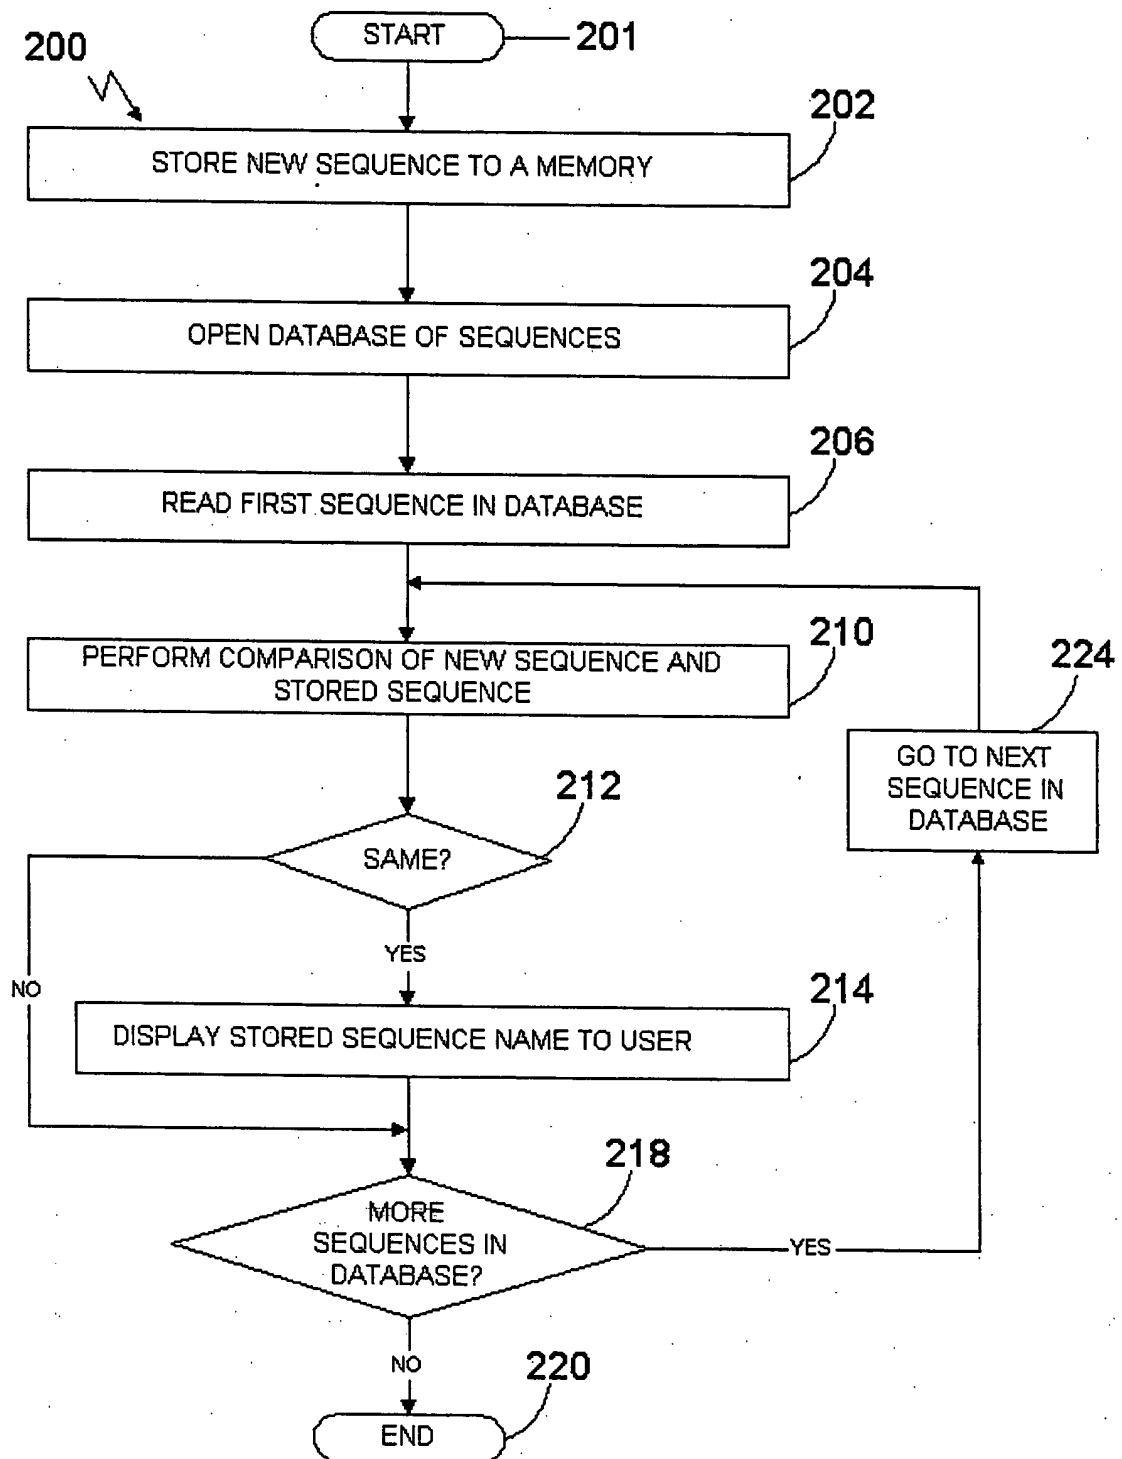 START
201
200
202
STORE NEW SEQUENCE TO A MEMORY
204
OPEN DATABASE OF SEQUENCES
206
READ FIRST SEQUENCE IN DATABASE
210
PERFORM COMPARISON OF NEW SEQUENCE AND
STORED SEQUENCE
224
GO TO NEXT
SEQUENCE IN
DATABASE
212
SAME?
YES
NO
214
DISPLAY STORED SEQUENCE NAME TO USER
218
MORE
SEQUENCES IN
DATABASE?
YES
NO
220
END